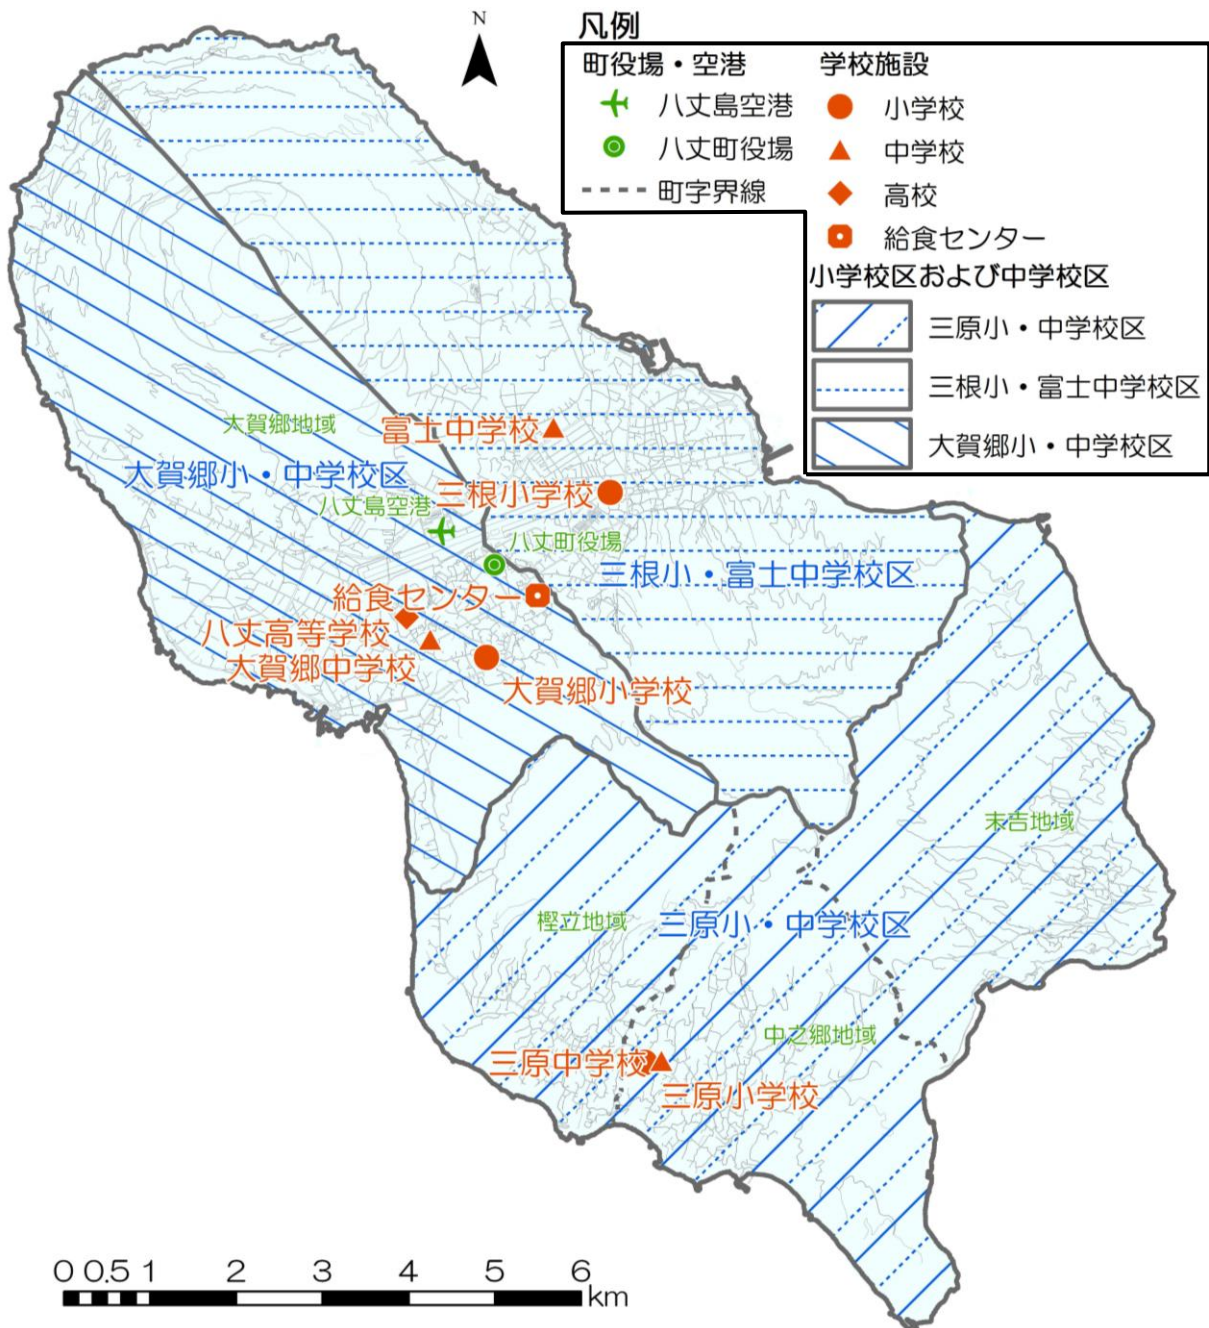 N
凡例
町役場・空港
学校施設
八丈島空港
小学校
八丈町役場
中学校
町字界線
高校
給食センター
小学校区および中学校区
三原小・中学校区
三根小・富士中学校区
大賀郷小・中学校区
大賀郷地域
富士中学校
大賀郷小・中学校区
八丈島空港
三根小学校
八丈町役場
三根小・富士中学校区
給食センター
八丈高等学校
大賀郷中学校
大賀郷小学校
末吉地域
樫立地域
三原小・中学校区
中之郷地域
三原中学校
三原小学校
0 0.5 1 2 3 4 5 6
km